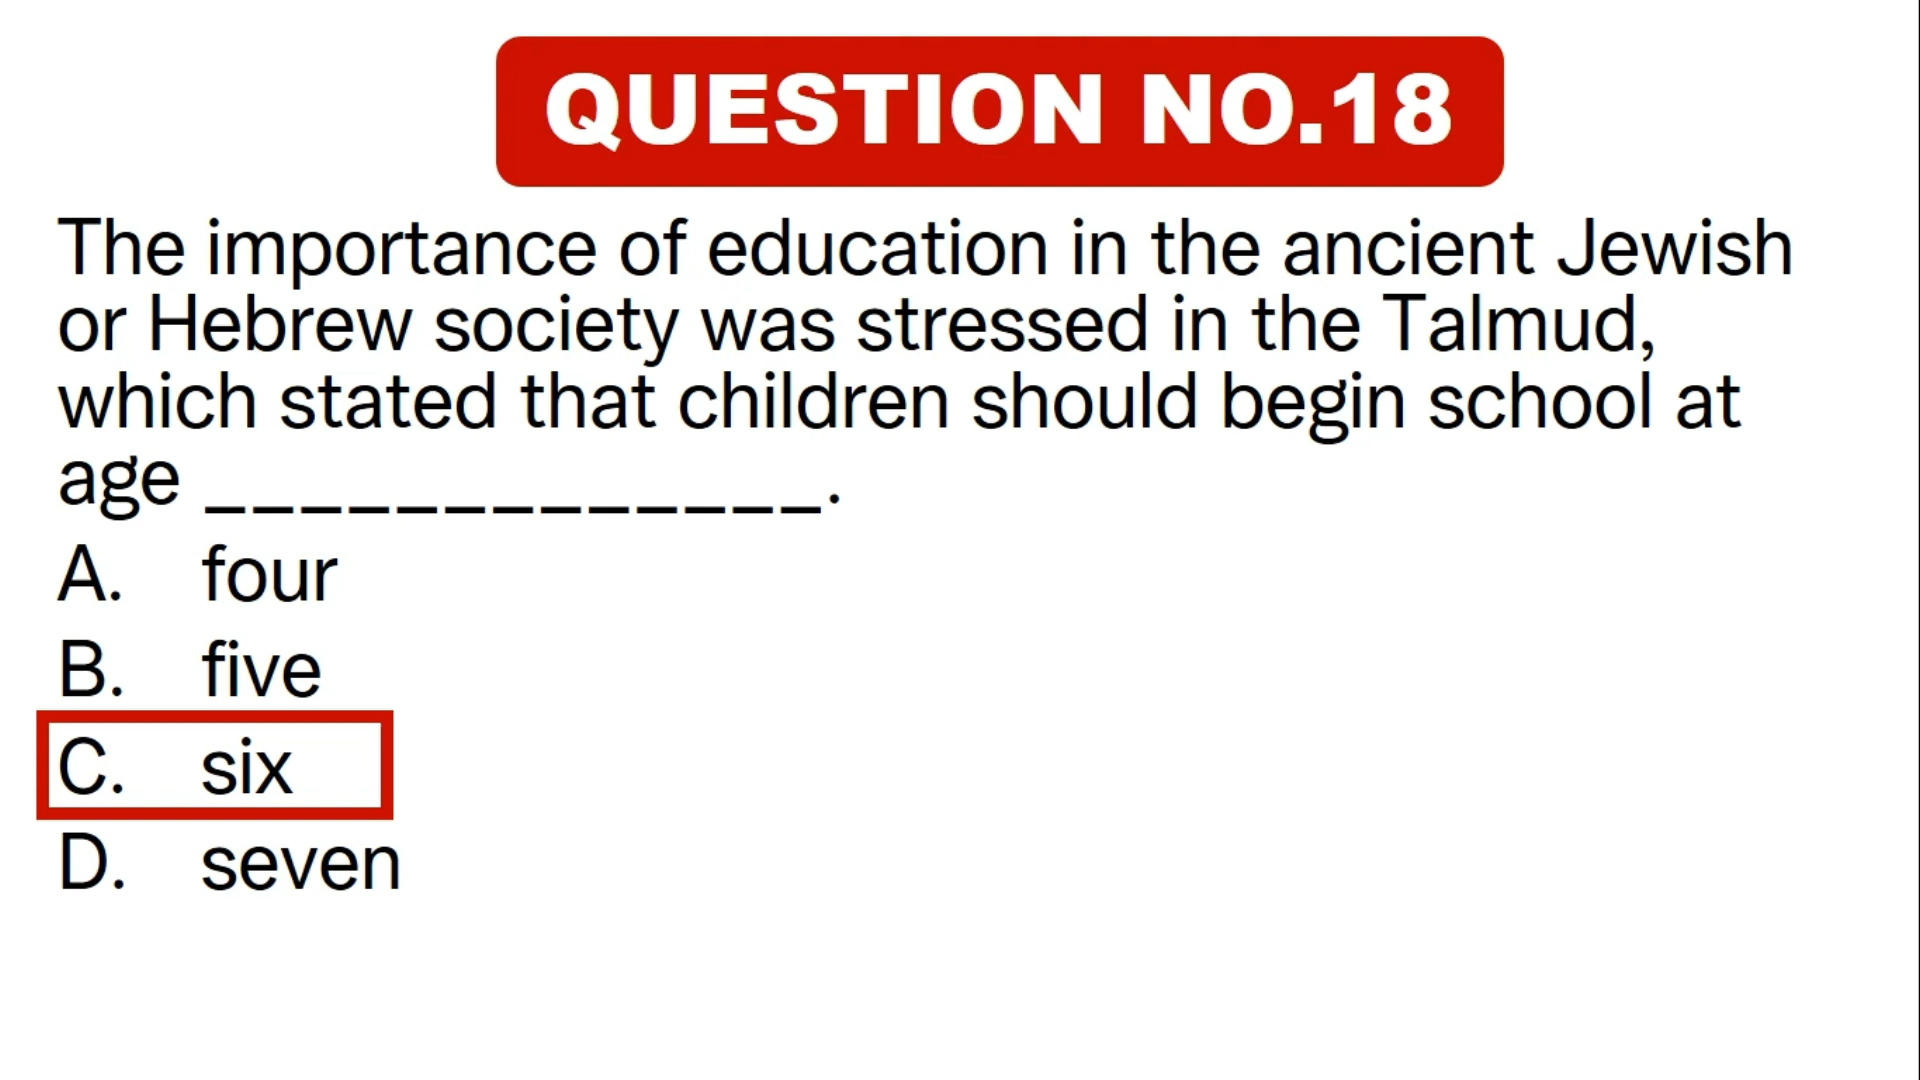 QUESTION NO.18
The importance of education in the ancient Jewish
or Hebrew society was stressed in the Talmud,
which stated that children should begin school at
age _____________.
A. four
B. five
C. six
D. seven